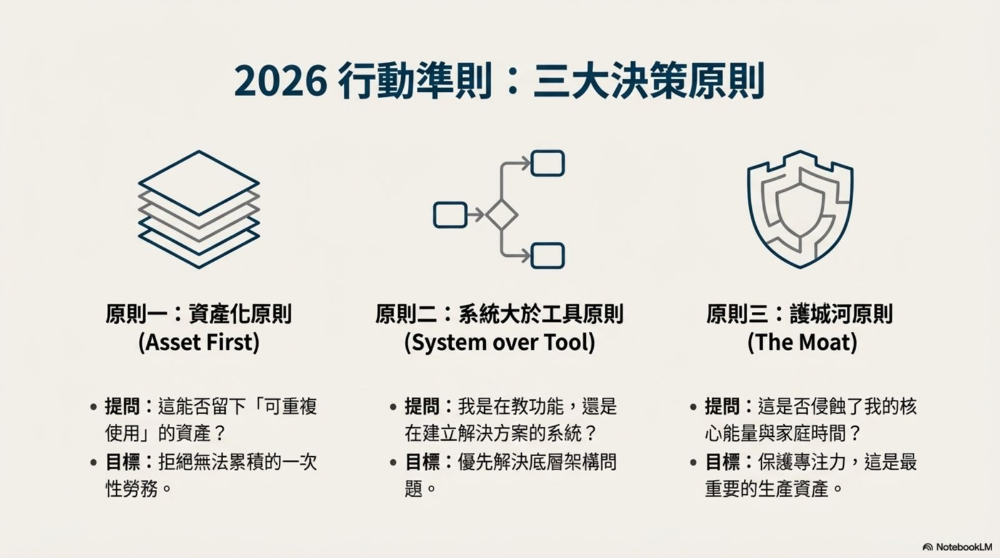 2026 行動準則：三大決策原則
原則一：資產化原則
(Asset First)
• 提問：這能否留下「可重複
使用」的資產？
• 目標：拒絕無法累積的一次
性勞務。
原則二：系統大於工具原則
(System over Tool)
• 提問：我是在教功能，還是
在建立解決方案的系統？
• 目標：優先解決底層架構問
題。
原則三：護城河原則
(The Moat)
• 提問：這是否侵蝕了我的核
心能量與家庭時間？
• 目標：保護專注力，這是最
重要的生產資產。
NotebookLM